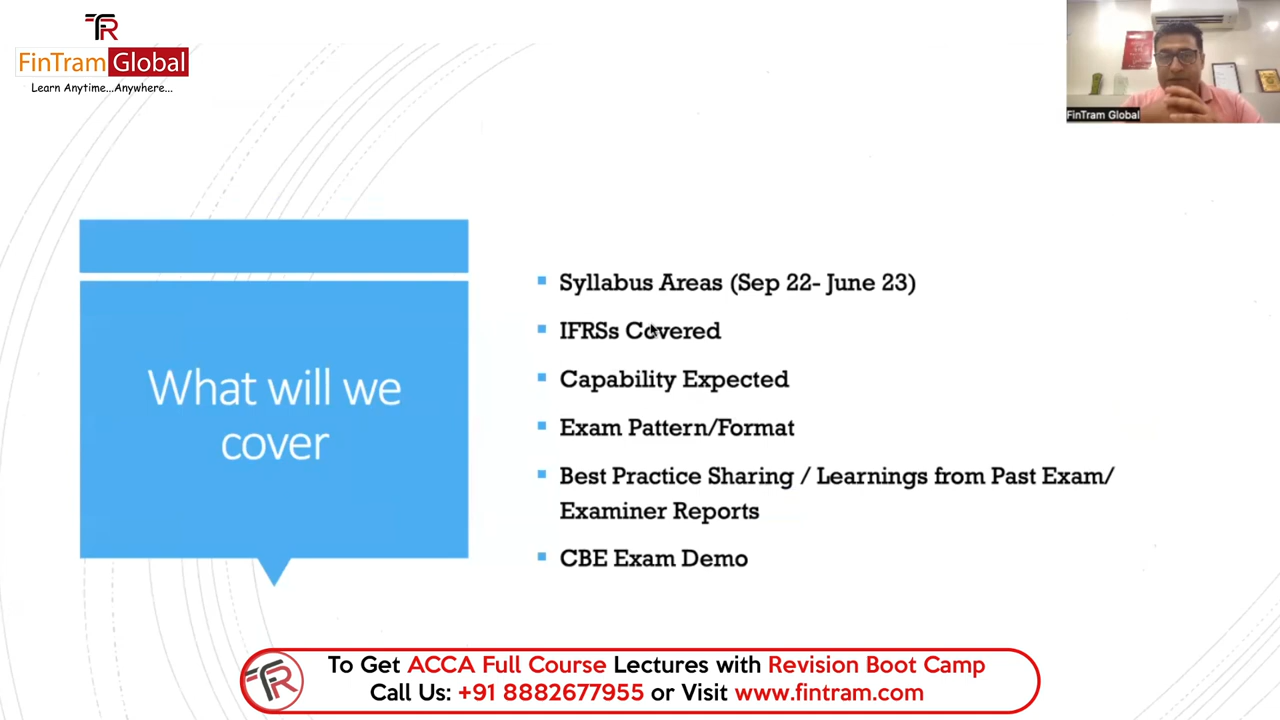 FR
FinTram Global
Learn Anytime...Anywhere...
FinTram Global
What will we
cover
Syllabus Areas (Sep 22- June 23)
IFRSs Covered
Capability Expected
Exam Pattern/Format
Best Practice Sharing / Learnings from Past Exam/
Examiner Reports
CBE Exam Demo
FR
To Get ACCA Full Course Lectures with Revision Boot Camp
Call Us: +91 8882677955 or Visit www.fintram.com